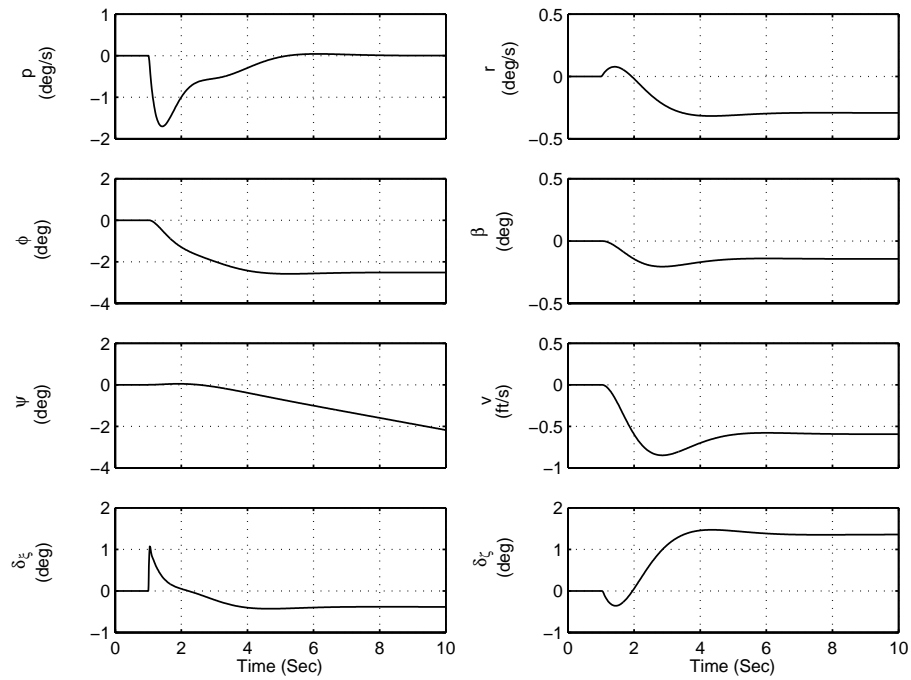 1
0
−1
−2
p
(deg/s)
0.5
0
−0.5
r
(deg/s)
2
0
−2
−4
ϕ
(deg)
0.5
0
−0.5
β
(deg)
2
0
−2
−4
ψ
(deg)
0.5
0
−0.5
−1
v
(ft/s)
2
1
0
−1
δξ
(deg)
0 2 4 6 8 10
Time (Sec)
2
1
0
−1
δζ
(deg)
0 2 4 6 8 10
Time (Sec)